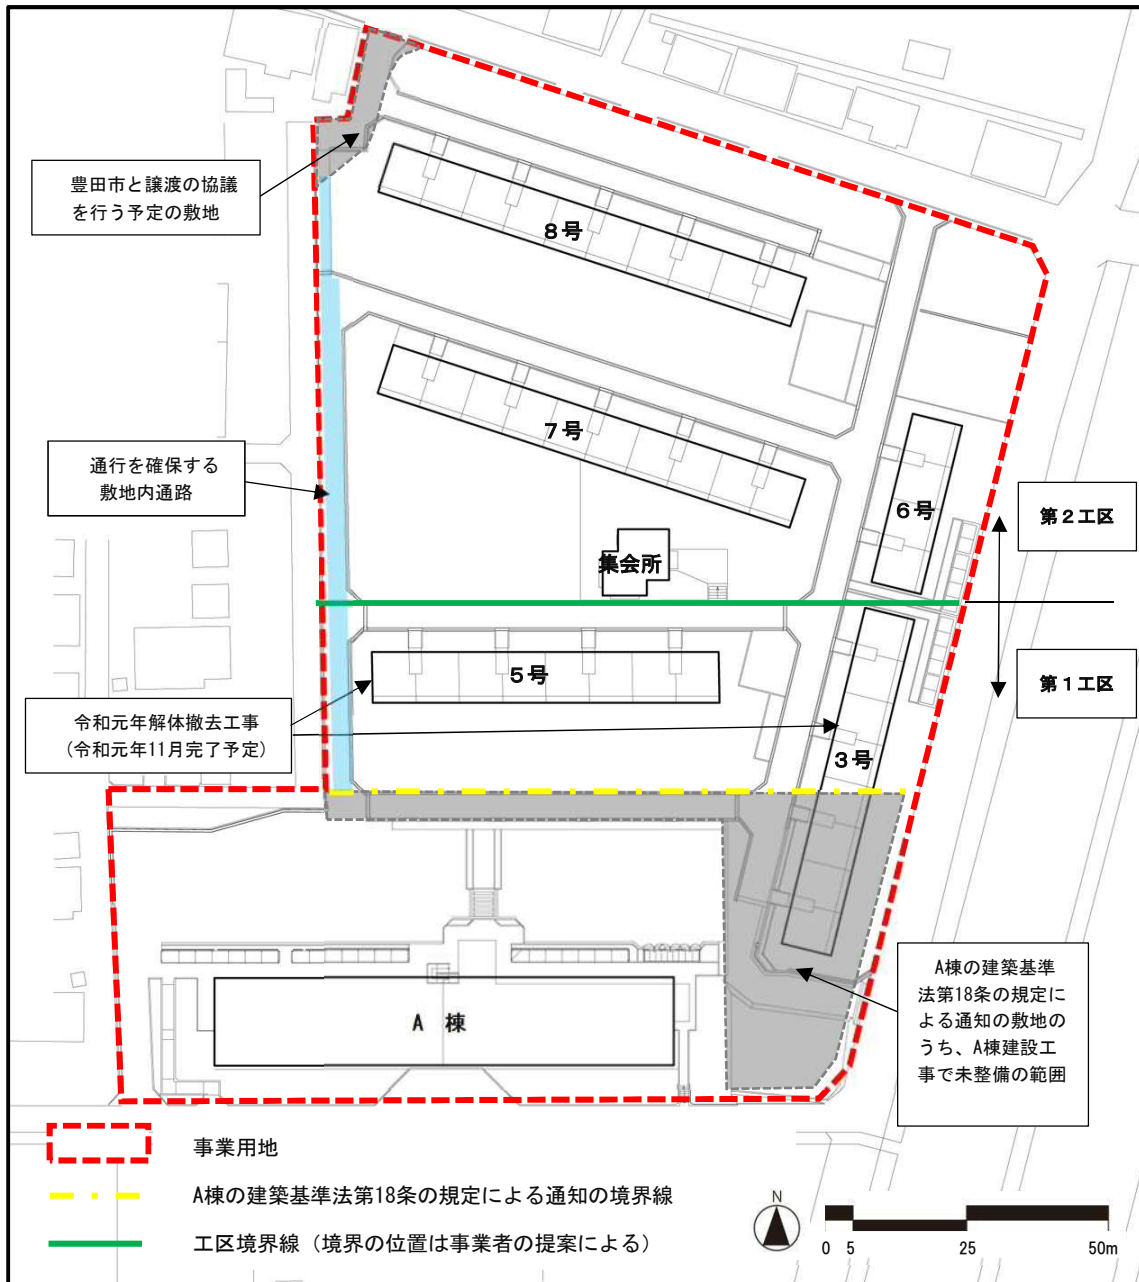 豊田市と譲渡の協議
を行う予定の敷地
8号
7号
通行を確保する
敷地内通路
6号
第2工区
集会所
5号
第1工区
令和元年解体撤去工事
(令和元年11月完了予定)
3号
A棟の建築基準
法第18条の規定に
よる通知の敷地の
うち、A棟建設工
事で未整備の範囲
A 棟
事業用地
A棟の建築基準法第18条の規定による通知の境界線
工区境界線（境界の位置は事業者の提案による）
N
0 5 25 50m